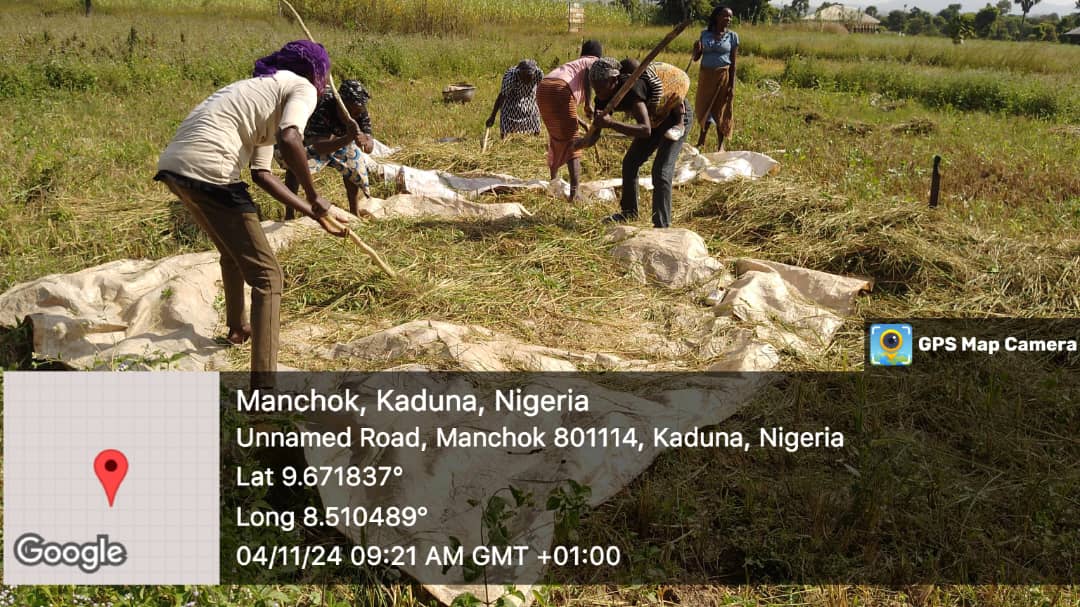 GPS Map Camera
Manchok, Kaduna, Nigeria
Unnamed Road, Manchok 801114, Kaduna, Nigeria
Lat 9.671837°
Long 8.510489°
04/11/24 09:21 AM GMT +01:00
Google